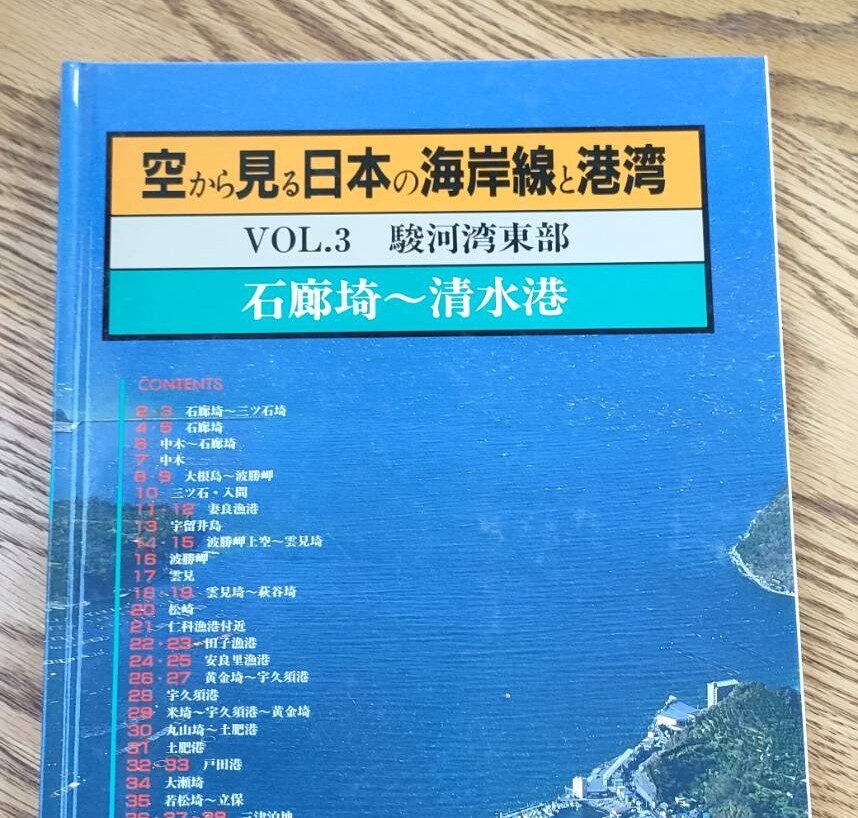 空から見る日本の海岸線と港湾
VOL.3 駿河湾東部
石廊埼～清水港
CONTENTS
2・3 石廊埼～三ツ石埼
4・5 石廊埼
6 中木～石廊埼
7 中木
8・9 大根島～波勝岬
10 三ツ石・入間
11・12 妻良漁港
13 宇留井島
14・15 波勝岬上空～雲見埼
16 波勝岬
17 雲見
18・19 雲見埼～萩谷埼
20 松崎
21 仁科漁港付近
22・23 田子漁港
24・25 安良里漁港
26・27 黄金埼～宇久須港
28 宇久須港
29 米埼～宇久須港～黄金埼
30 丸山埼～土肥港
31 土肥港
32・33 戸田港
34 大瀬埼
35 若松埼～立保
36・37・38 三津泊地